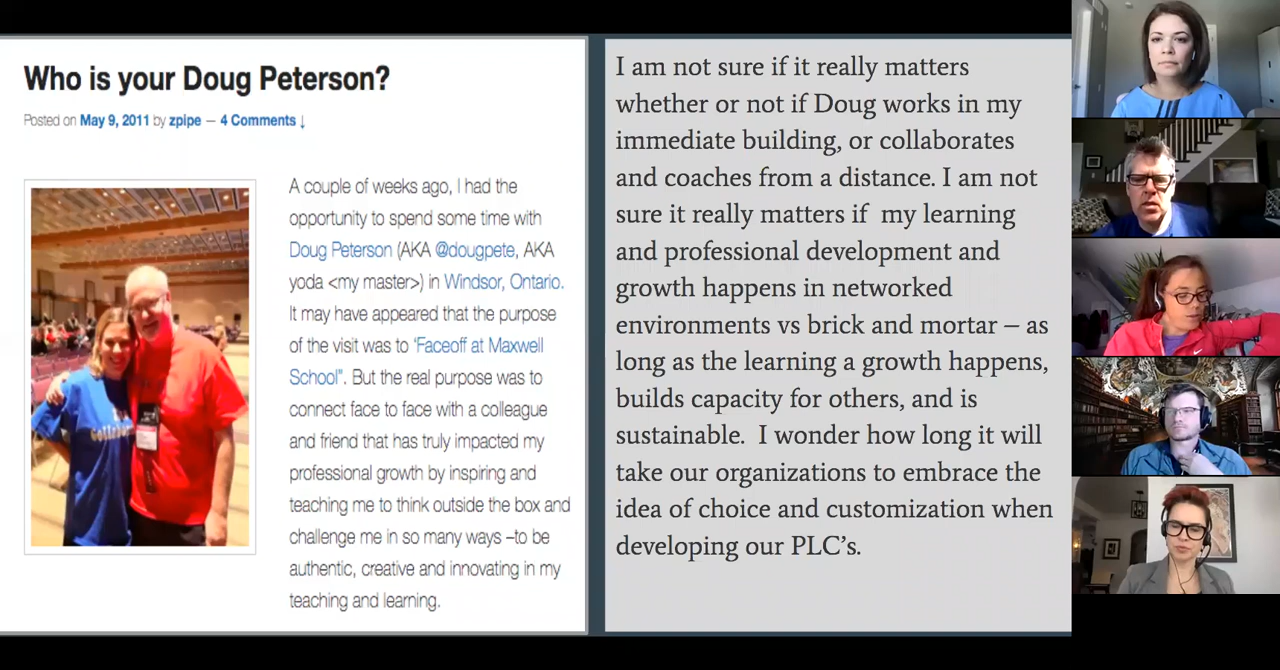 Who is your Doug Peterson?
Posted on May 9, 2011 by zpipe — 4 Comments ↓
A couple of weeks ago, I had the
opportunity to spend some time with
Doug Peterson (AKA @dougpete, AKA
yoda <my master>) in Windsor, Ontario.
It may have appeared that the purpose
of the visit was to 'Faceoff at Maxwell
School". But the real purpose was to
connect face to face with a colleague
and friend that has truly impacted my
professional growth by inspiring and
teaching me to think outside the box and
challenge me in so many ways –to be
authentic, creative and innovating in my
teaching and learning.
I am not sure if it really matters
whether or not if Doug works in my
immediate building, or collaborates
and coaches from a distance. I am not
sure it really matters if my learning
and professional development and
growth happens in networked
environments vs brick and mortar – as
long as the learning a growth happens,
builds capacity for others, and is
sustainable. I wonder how long it will
take our organizations to embrace the
idea of choice and customization when
developing our PLC's.